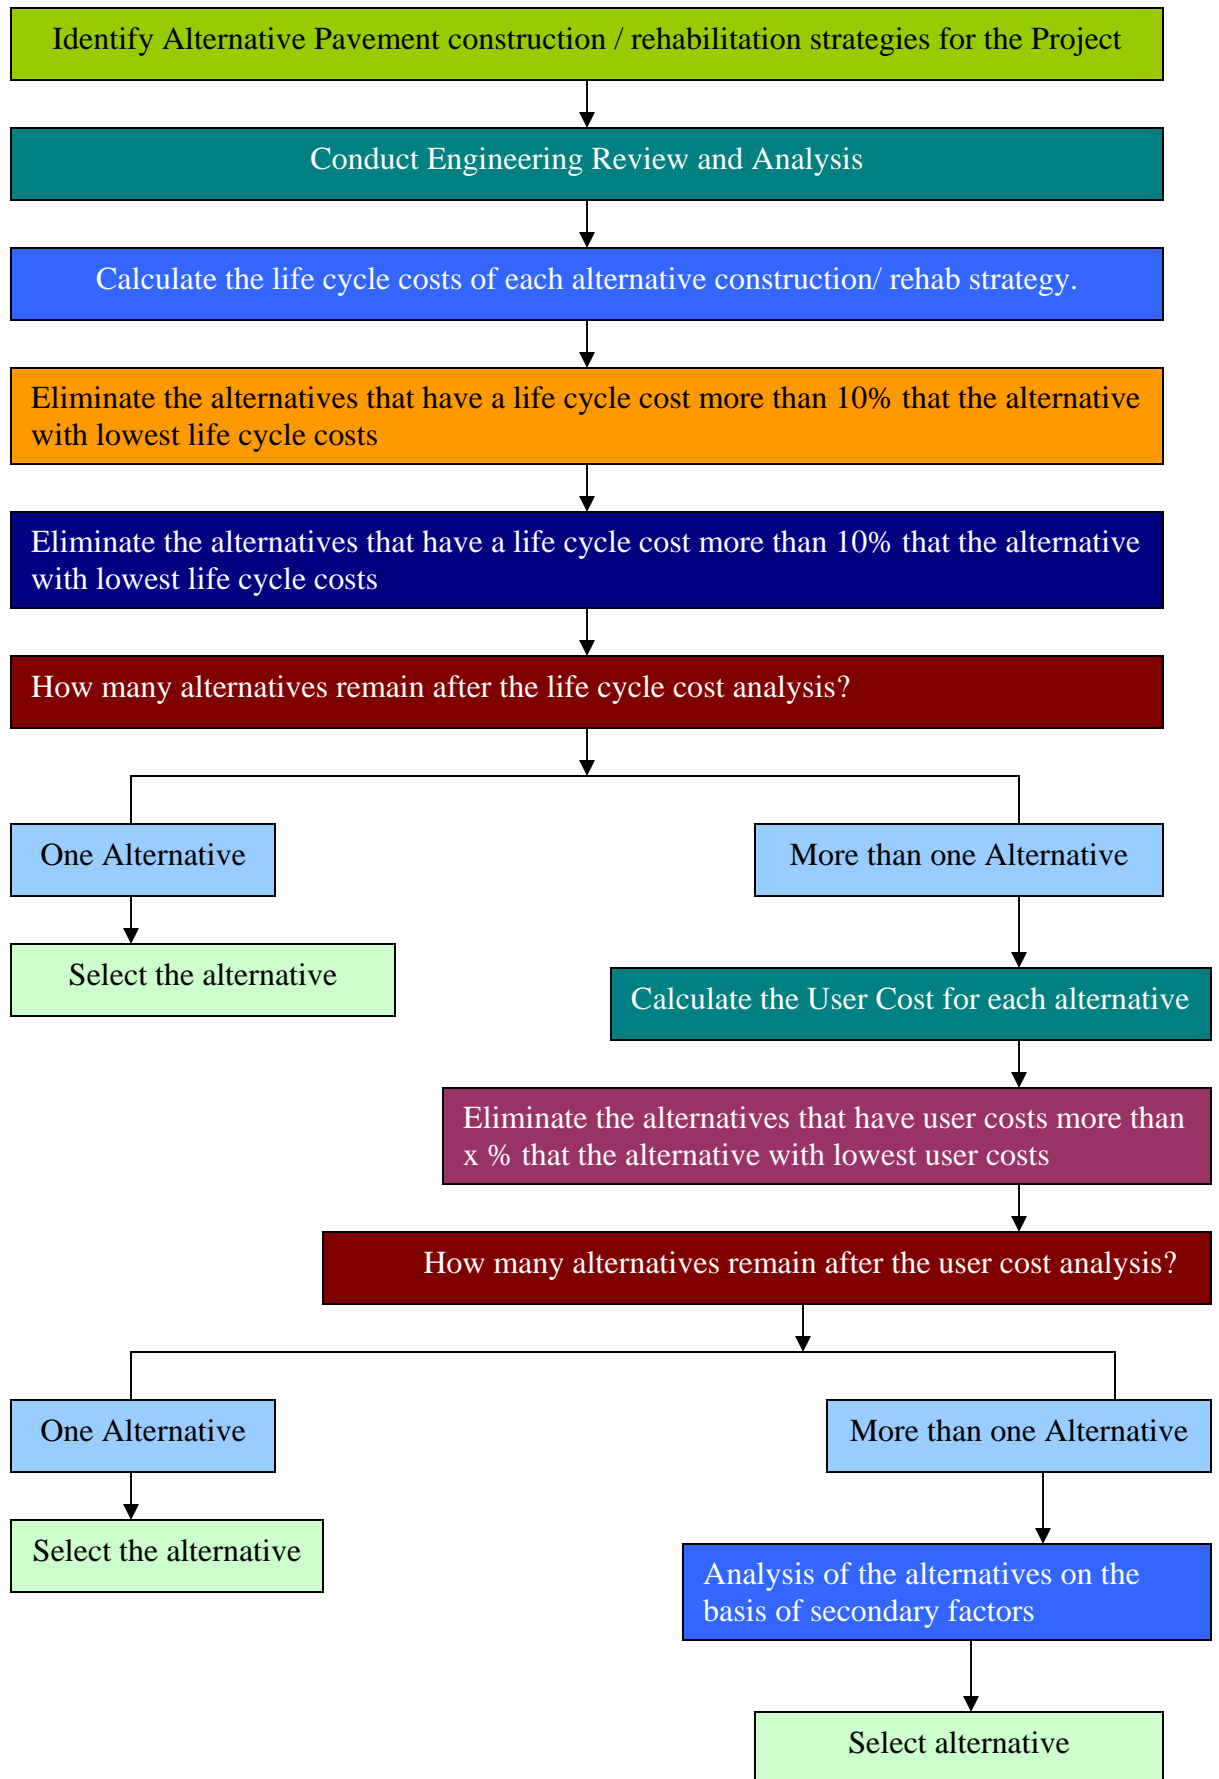 Identify Alternative Pavement construction / rehabilitation strategies for the Project
Conduct Engineering Review and Analysis
Calculate the life cycle costs of each alternative construction/ rehab strategy.
Eliminate the alternatives that have a life cycle cost more than 10% that the alternative
with lowest life cycle costs
Eliminate the alternatives that have a life cycle cost more than 10% that the alternative
with lowest life cycle costs
How many alternatives remain after the life cycle cost analysis?
One Alternative
More than one Alternative
Select the alternative
Calculate the User Cost for each alternative
Eliminate the alternatives that have user costs more than
x % that the alternative with lowest user costs
How many alternatives remain after the user cost analysis?
One Alternative
More than one Alternative
Select the alternative
Analysis of the alternatives on the
basis of secondary factors
Select alternative